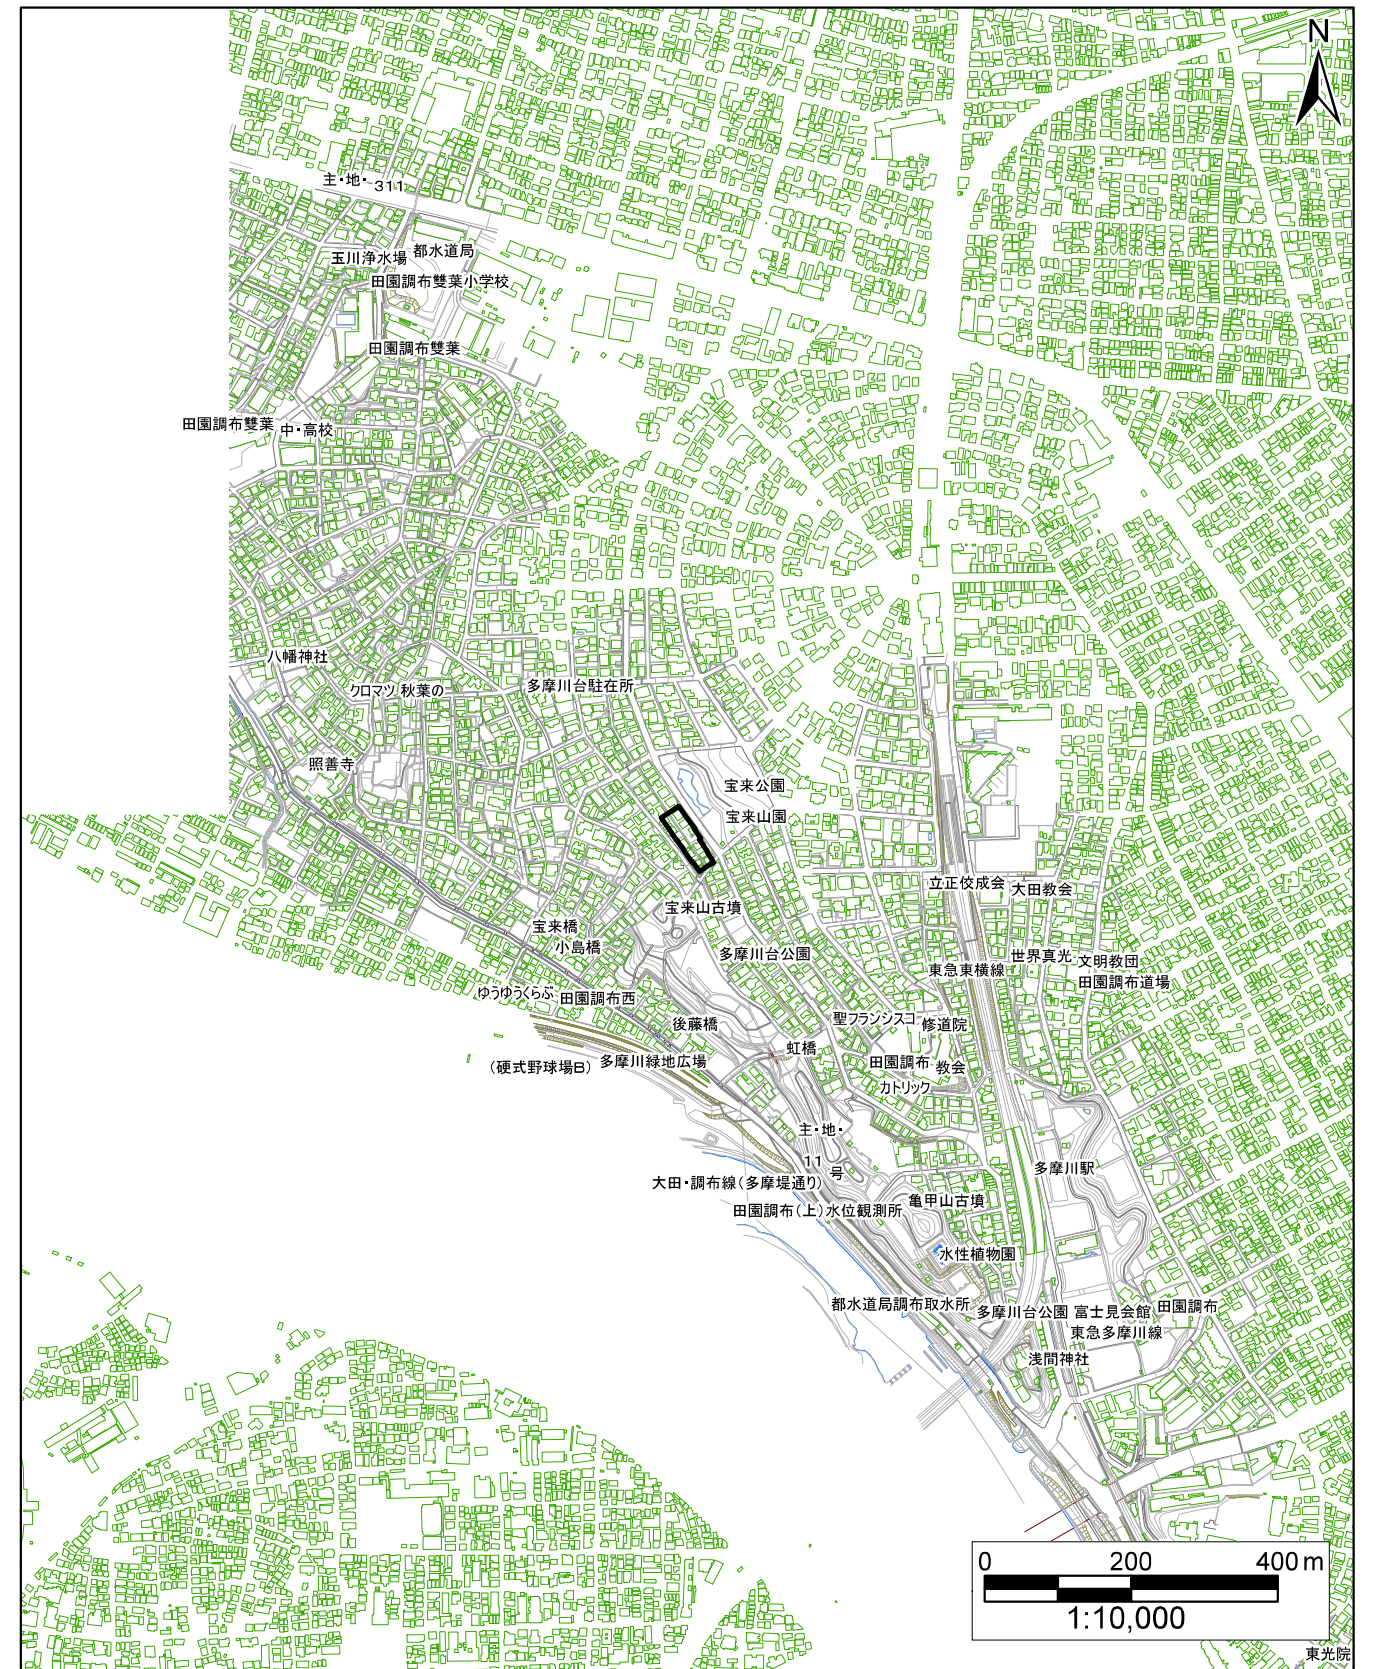 N
主・地・311
都水道局
玉川浄水場
田園調布雙葉小学校
田園調布雙葉
田園調布雙葉 中・高校
八幡神社
クロマツ 秋葉の
多摩川台駐在所
照善寺
宝来公園
宝来山園
立正佼成会 大田教会
宝来山古墳
宝来橋
小島橋
多摩川台公園
世界真光 文明教団
東急東横線
田園調布道場
ゆうゆうくらぶ 田園調布西
後藤橋
聖フランシスコ 修道院
虹橋
多摩川緑地広場
(硬式野球場B)
田園調布 教会
カトリック
主・地・
11
号
多摩川駅
大田・調布線(多摩堤通り)
亀甲山古墳
田園調布(上)水位観測所
水性植物園
都水道局調布取水所
多摩川台公園 富士見会館 田園調布
東急多摩川線
浅間神社
0 200 400m
1:10,000
東光院